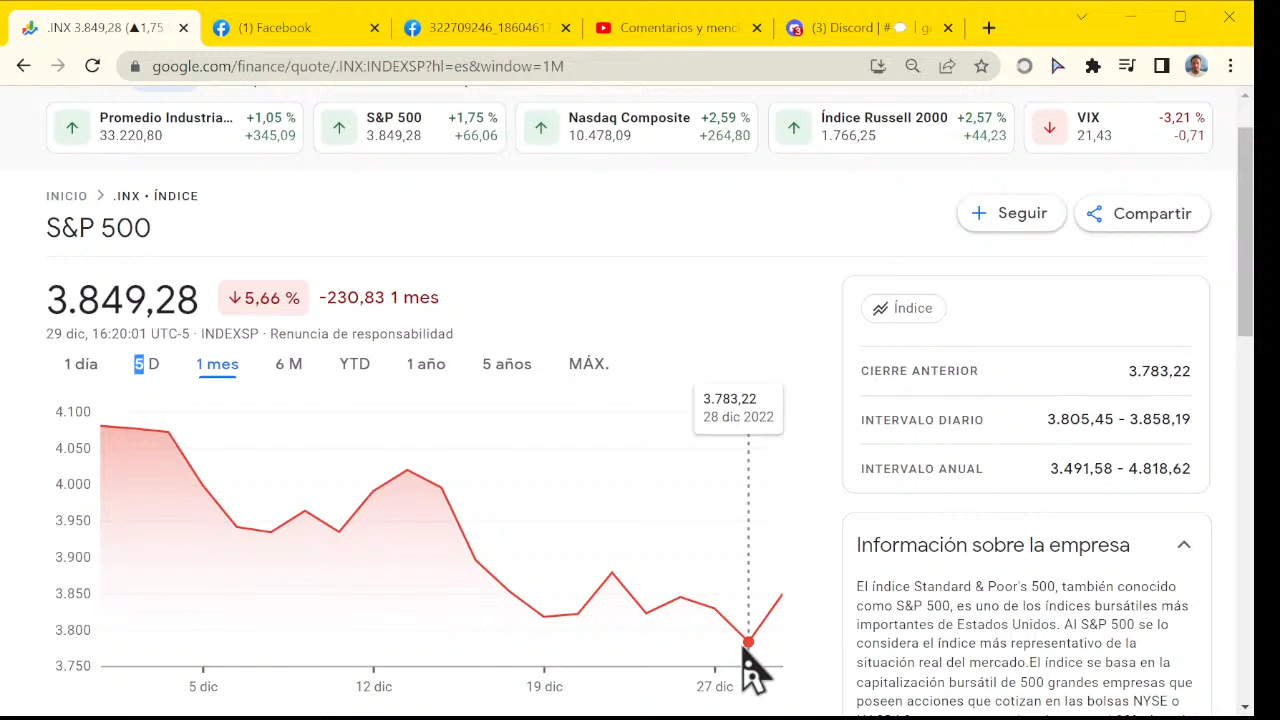 .INX 3.849,28 (▲1,75
(1) Facebook
322709246_18604617
Comentarios y menci
(3) Discord | #
google.com/finance/quote/.INX:INDEXSP?hl=es&window=1M
Promedio Industria... +1,05 %
33.220,80 +345,09
S&P 500 +1,75 %
3.849,28 +66,06
Nasdaq Composite +2,59 %
10.478,09 +264,80
Índice Russell 2000 +2,57 %
1.766,25 +44,23
VIX -3,21 %
21,43 -0,71
INICIO > .INX • ÍNDICE
S&P 500
Seguir
Compartir
3.849,28 ↓5,66 % -230,83 1 mes
29 dic, 16:20:01 UTC-5 · INDEXSP · Renuncia de responsabilidad
1 día 5 D 1 mes 6 M YTD 1 año 5 años MÁX.
3.783,22
28 dic 2022
4.100
4.050
4.000
3.950
3.900
3.850
3.800
3.750
5 dic 12 dic 19 dic 27 dic
Índice
CIERRE ANTERIOR 3.783,22
INTERVALO DIARIO 3.805,45 - 3.858,19
INTERVALO ANUAL 3.491,58 - 4.818,62
Información sobre la empresa
El índice Standard & Poor's 500, también conocido
como S&P 500, es uno de los índices bursátiles más
importantes de Estados Unidos. Al S&P 500 se lo
considera el índice más representativo de la
situación real del mercado.El índice se basa en la
capitalización bursátil de 500 grandes empresas que
poseen acciones que cotizan en las bolsas NYSE o